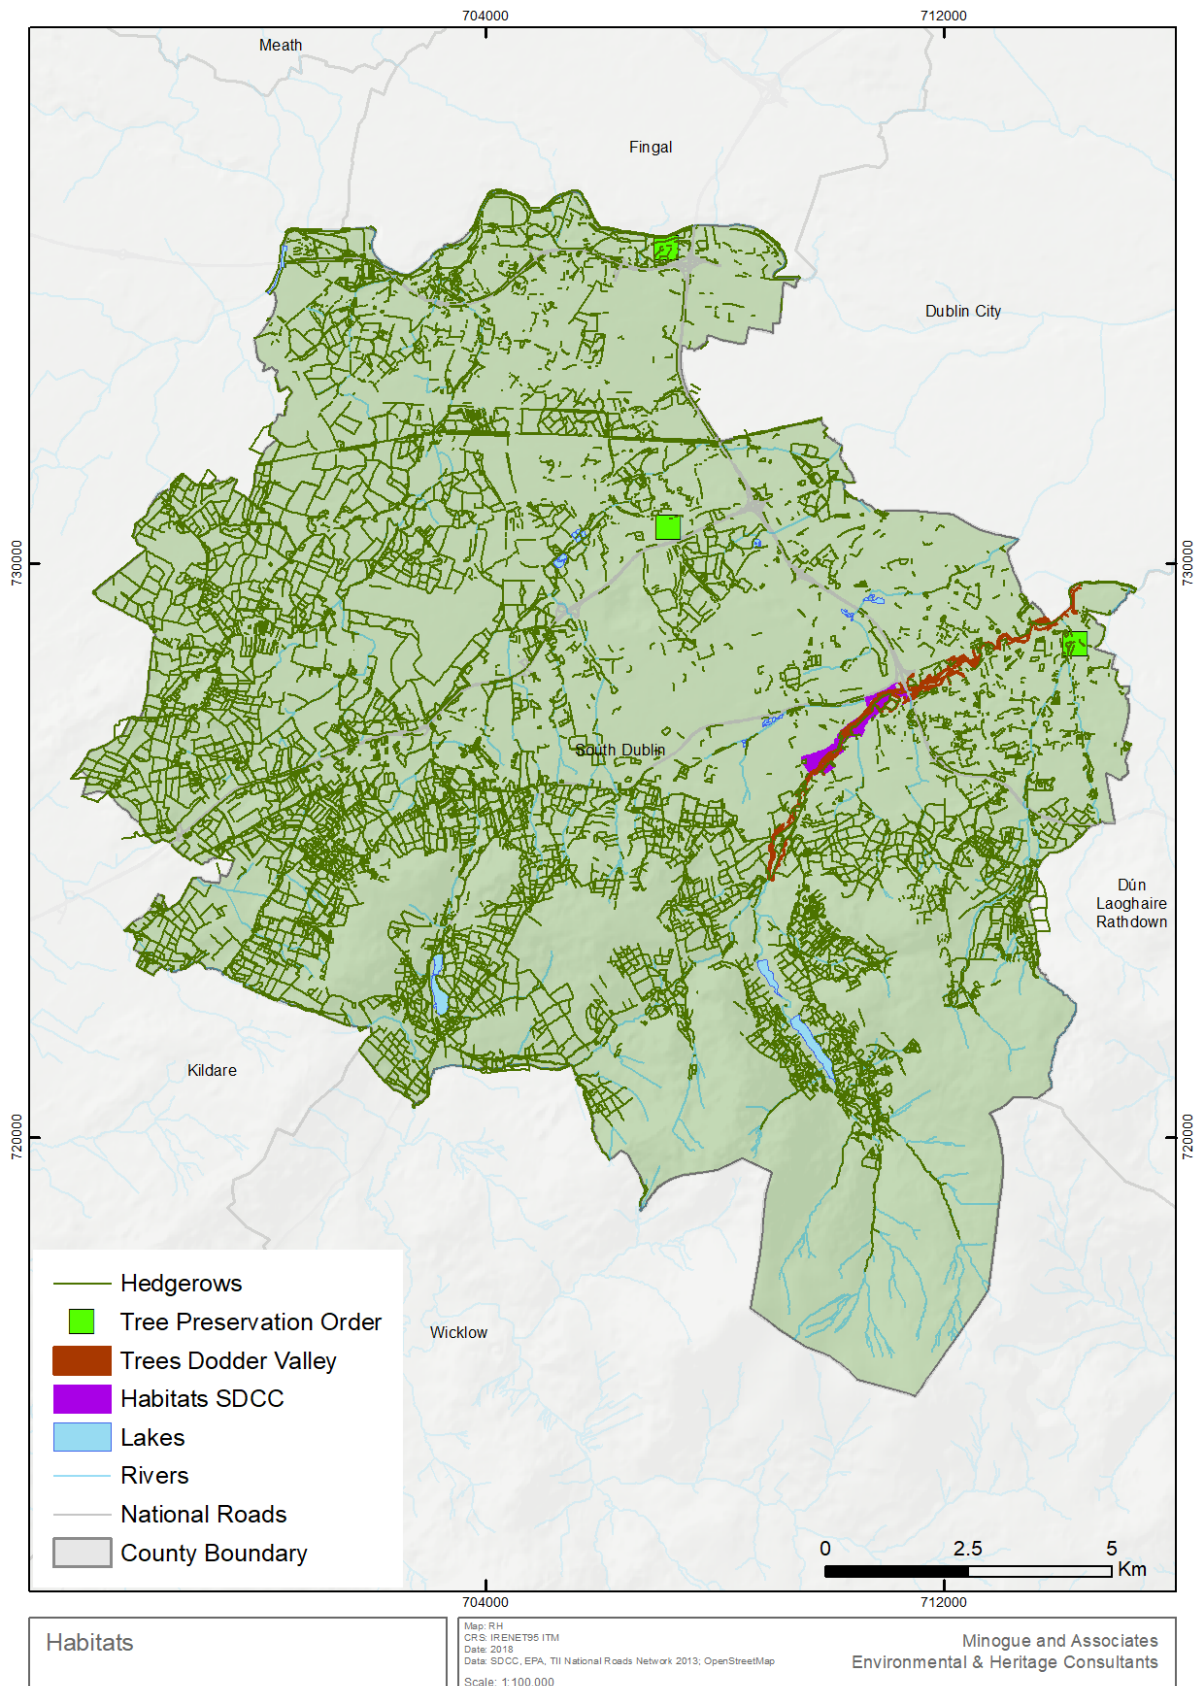 704000
712000
Meath
Fingal
Dublin City
730000
730000
South Dublin
Dún
Laoghaire
Rathdown
Kildare
720000
720000
Wicklow
Hedgerows
Tree Preservation Order
Trees Dodder Valley
Habitats SDCC
Lakes
Rivers
National Roads
County Boundary
0
2.5
5
Km
704000
712000
Habitats
Map: RH
CRS: IRENET95 ITM
Date: 2018
Data: SDCC, EPA, TII National Roads Network 2013; OpenStreetMap
Scale: 1:100,000
Minogue and Associates
Environmental & Heritage Consultants